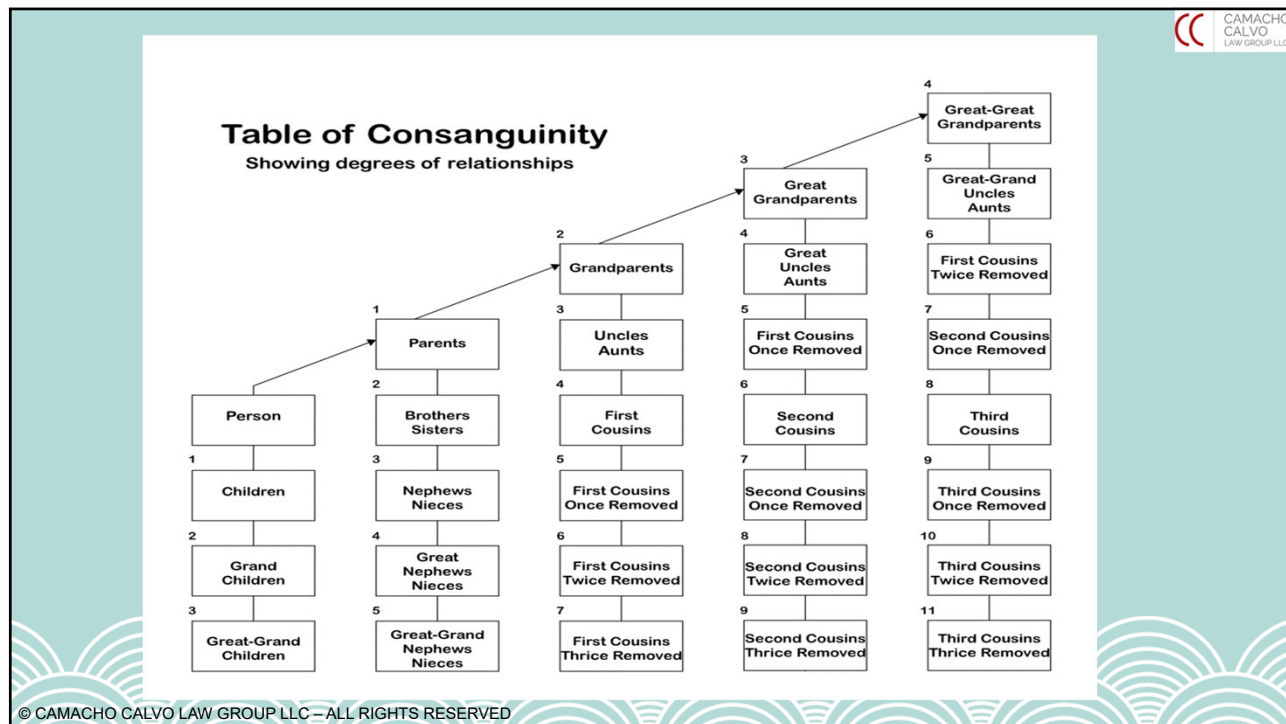 CAMACHO
CALVO
LAW GROUP LLC
Table of Consanguinity
Showing degrees of relationships
4
Great-Great
Grandparents
5
Great-Grand
Uncles
Aunts
6
First Cousins
Twice Removed
7
Second Cousins
Once Removed
8
Third
Cousins
9
Third Cousins
Once Removed
10
Third Cousins
Twice Removed
11
Third Cousins
Thrice Removed
3
Great
Grandparents
4
Great
Uncles
Aunts
5
First Cousins
Once Removed
6
Second
Cousins
7
Second Cousins
Once Removed
8
Second Cousins
Twice Removed
9
Second Cousins
Thrice Removed
2
Grandparents
3
Uncles
Aunts
4
First
Cousins
5
First Cousins
Once Removed
6
First Cousins
Twice Removed
7
First Cousins
Thrice Removed
1
Parents
2
Brothers
Sisters
3
Nephews
Nieces
4
Great
Nephews
Nieces
5
Great-Grand
Nephews
Nieces
Person
1
Children
2
Grand
Children
3
Great-Grand
Children
© CAMACHO CALVO LAW GROUP LLC – ALL RIGHTS RESERVED